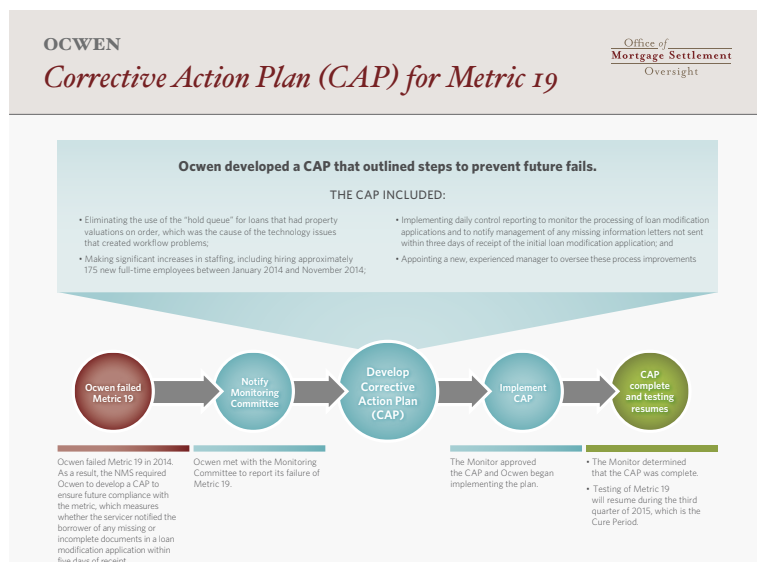 OCWEN
Corrective Action Plan (CAP) for Metric 19
Office of
Mortgage Settlement
Oversight
Ocwen developed a CAP that outlined steps to prevent future fails.
THE CAP INCLUDED:
• Eliminating the use of the “hold queue” for loans that had property
valuations on order, which was the cause of the technology issues
that created workflow problems;
• Making significant increases in staffing, including hiring approximately
175 new full-time employees between January 2014 and November 2014;
• Implementing daily control reporting to monitor the processing of loan modification
applications and to notify management of any missing information letters not sent
within three days of receipt of the initial loan modification application; and
• Appointing a new, experienced manager to oversee these process improvements
Ocwen failed
Metric 19
Notify
Monitoring
Committee
Develop
Corrective
Action Plan
(CAP)
Implement
CAP
CAP
complete
and testing
resumes
Ocwen failed Metric 19 in 2014.
As a result, the NMS required
Ocwen to develop a CAP to
ensure future compliance with
the metric, which measures
whether the servicer notified the
borrower of any missing or
incomplete documents in a loan
modification application within
five days of receipt.
Ocwen met with the Monitoring
Committee to report its failure of
Metric 19.
The Monitor approved
the CAP and Ocwen began
implementing the plan.
• The Monitor determined
that the CAP was complete.
• Testing of Metric 19
will resume during the third
quarter of 2015, which is the
Cure Period.